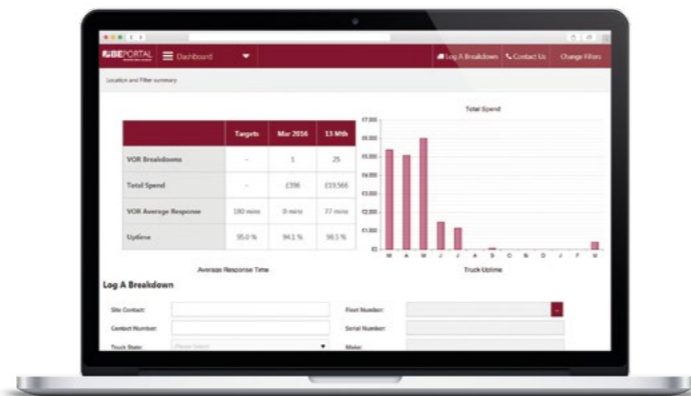 BEPORTAL Dashboard Log A Breakdown Contact Us Change Filters
Location and Filter summary
Total Spend
Targets Mar 2016 13 Mth
VOR Breakdowns - 1 25
Total Spend - £396 £19,566
VOR Average Response 180 mins 0 mins 77 mins
Uptime 95.0 % 94.1 % 98.5 %
£7,000
£6,000
£5,000
£4,000
£3,000
£2,000
£1,000
£0
M A M J J A S O N D J F M
Average Response Time Truck Uptime
Log A Breakdown
Site Contact: Fleet Number: ...
Contact Number: Serial Number:
Truck State: Please Select Make: